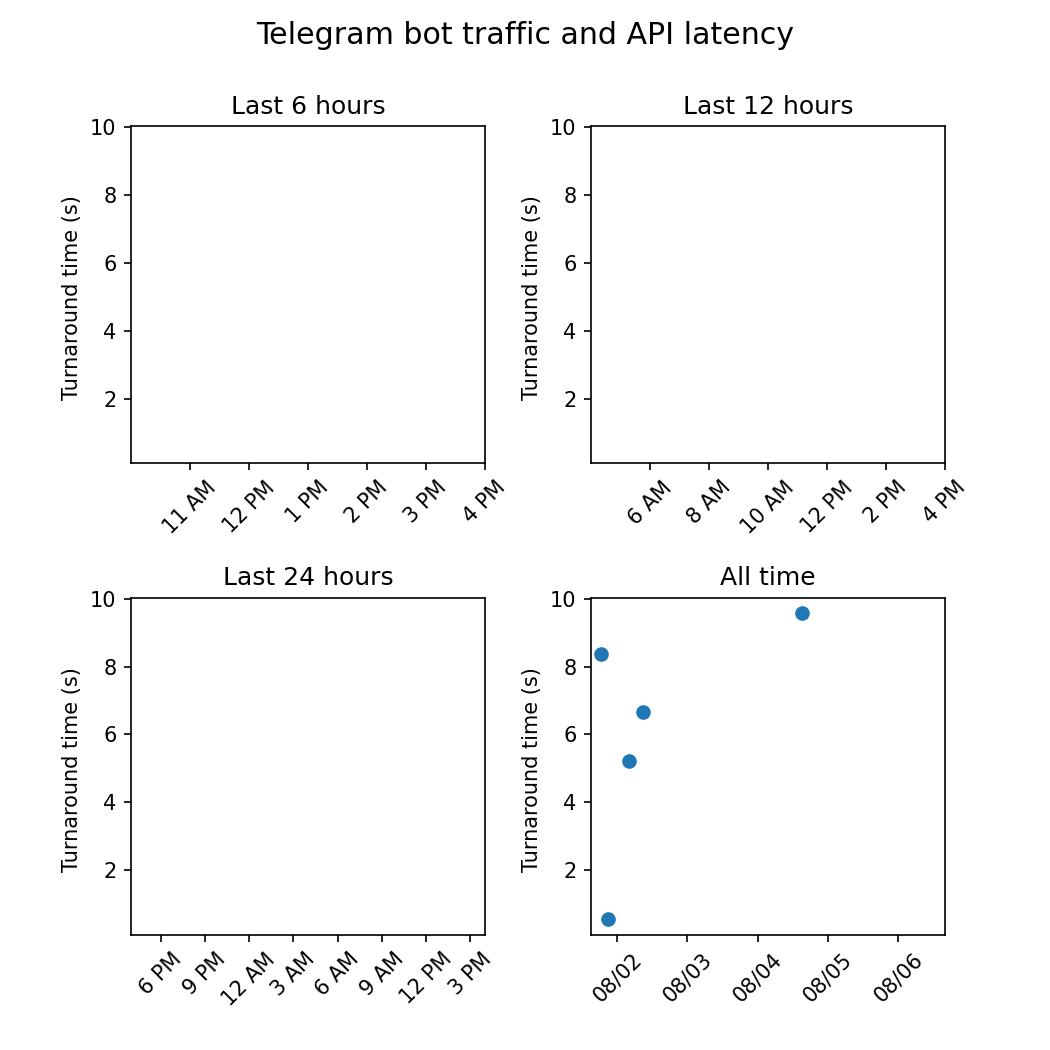 Telegram bot traffic and API latency
Last 6 hours
Turnaround time (s)
10
8
6
4
2
11 AM 12 PM 1 PM 2 PM 3 PM 4 PM
Last 12 hours
Turnaround time (s)
10
8
6
4
2
6 AM 8 AM 10 AM 12 PM 2 PM 4 PM
Last 24 hours
Turnaround time (s)
10
8
6
4
2
6 PM 9 PM 12 AM 3 AM 6 AM 9 AM 12 PM 3 PM
All time
Turnaround time (s)
10
8
6
4
2
08/02 08/03 08/04 08/05 08/06